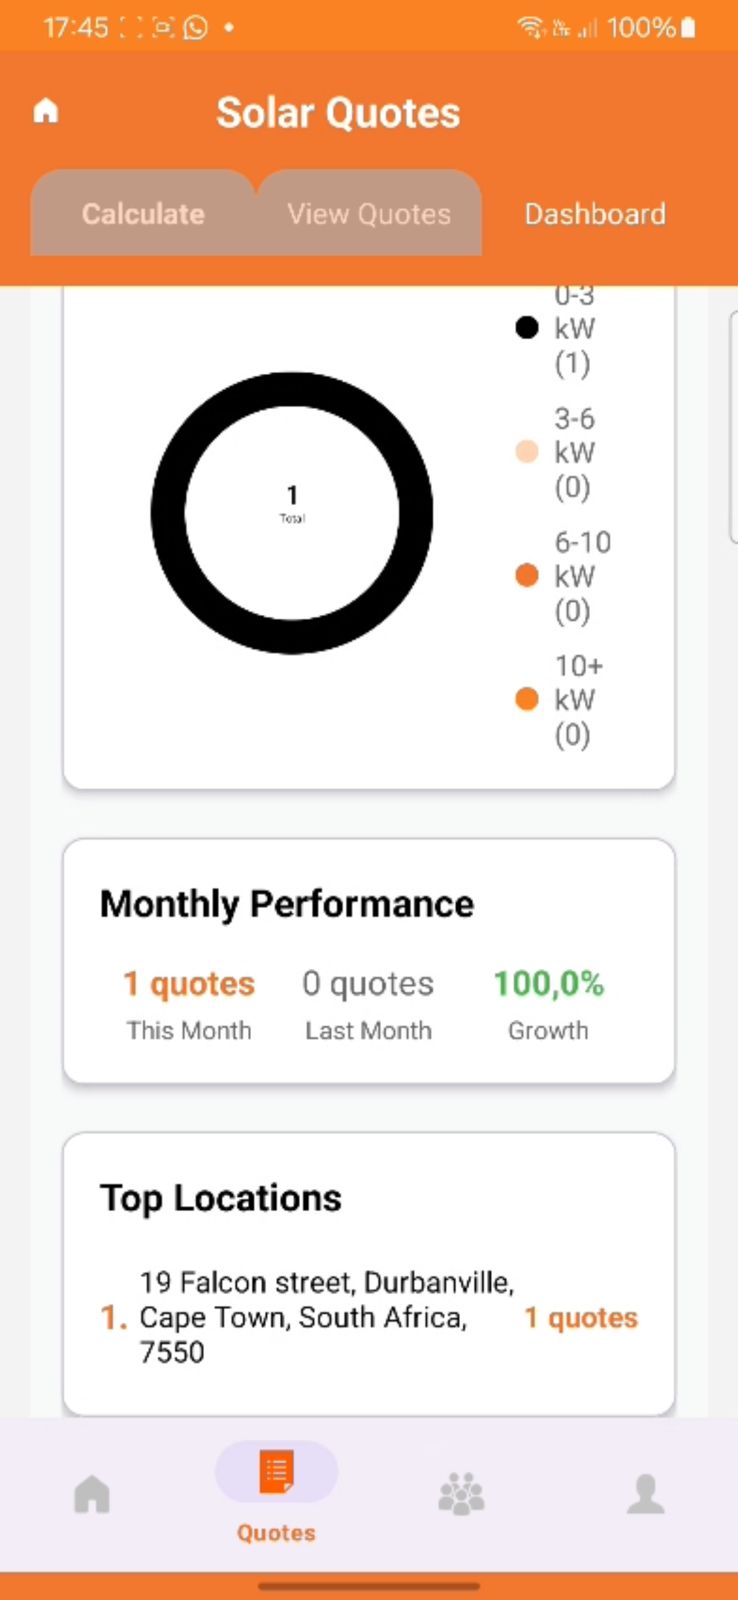 17:45
100%
Solar Quotes
Calculate
View Quotes
Dashboard
0-3
kW
(1)
3-6
kW
(0)
6-10
kW
(0)
10+
kW
(0)
1
Total
Monthly Performance
1 quotes
0 quotes
100,0%
This Month
Last Month
Growth
Top Locations
1.
19 Falcon street, Durbanville,
Cape Town, South Africa,
7550
1 quotes
Quotes